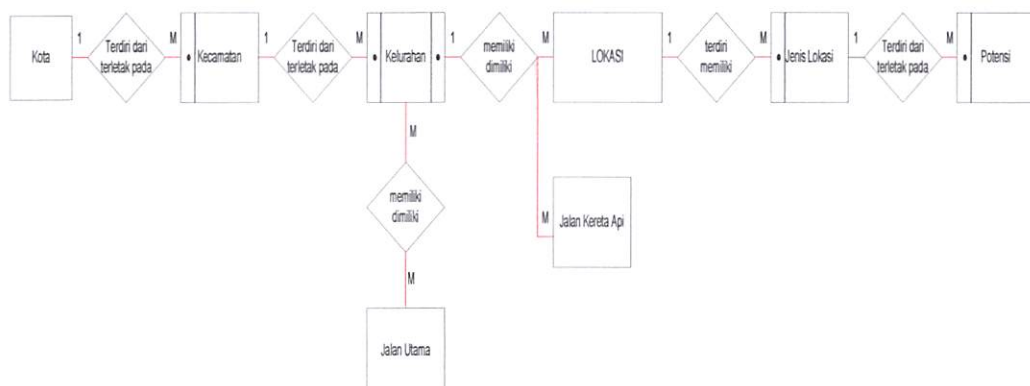 Kota
1
Terdiri dari
terletak pada
M
Kecamatan
1
Terdiri dari
terletak pada
M
Kelurahan
1
memiliki
dimiliki
M
LOKASI
1
terdiri
memiliki
M
Jenis Lokasi
1
Terdiri dari
terletak pada
M
Potensi
M
memiliki
dimiliki
M
Jalan Utama
M
Jalan Kereta Api